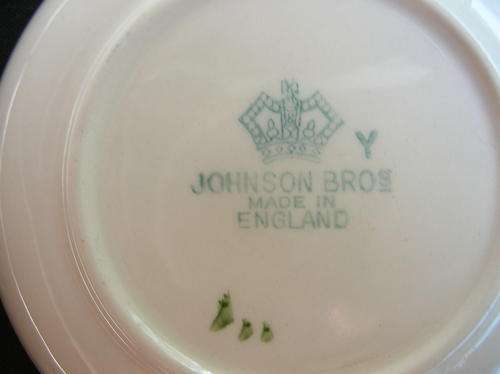 Y
JOHNSON BROS
MADE IN
ENGLAND